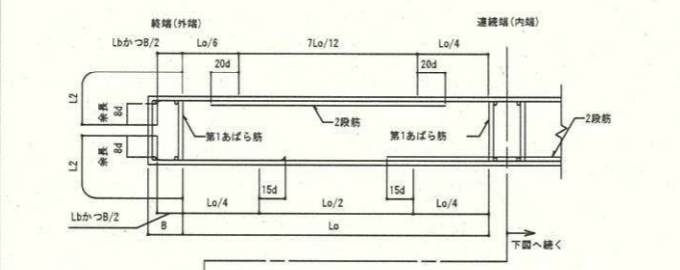 終端(外端)
連続端(内端)
LbかつB/2
Lo/6
7Lo/12
Lo/4
20d
20d
L2
余長
8d
2段筋
第1あばら筋
第1あばら筋
2段筋
L2
余長
8d
15d
15d
Lo/4
Lo/2
Lo/4
LbかつB/2
B
Lo
下図へ続く